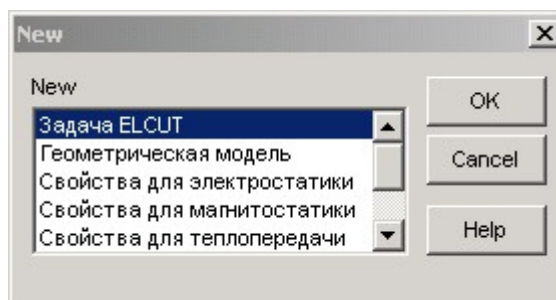 New
New
Задача ELCUT
Геометрическая модель
Свойства для электростатики
Свойства для магнитостатики
Свойства для теплопередачи
OK
Cancel
Help